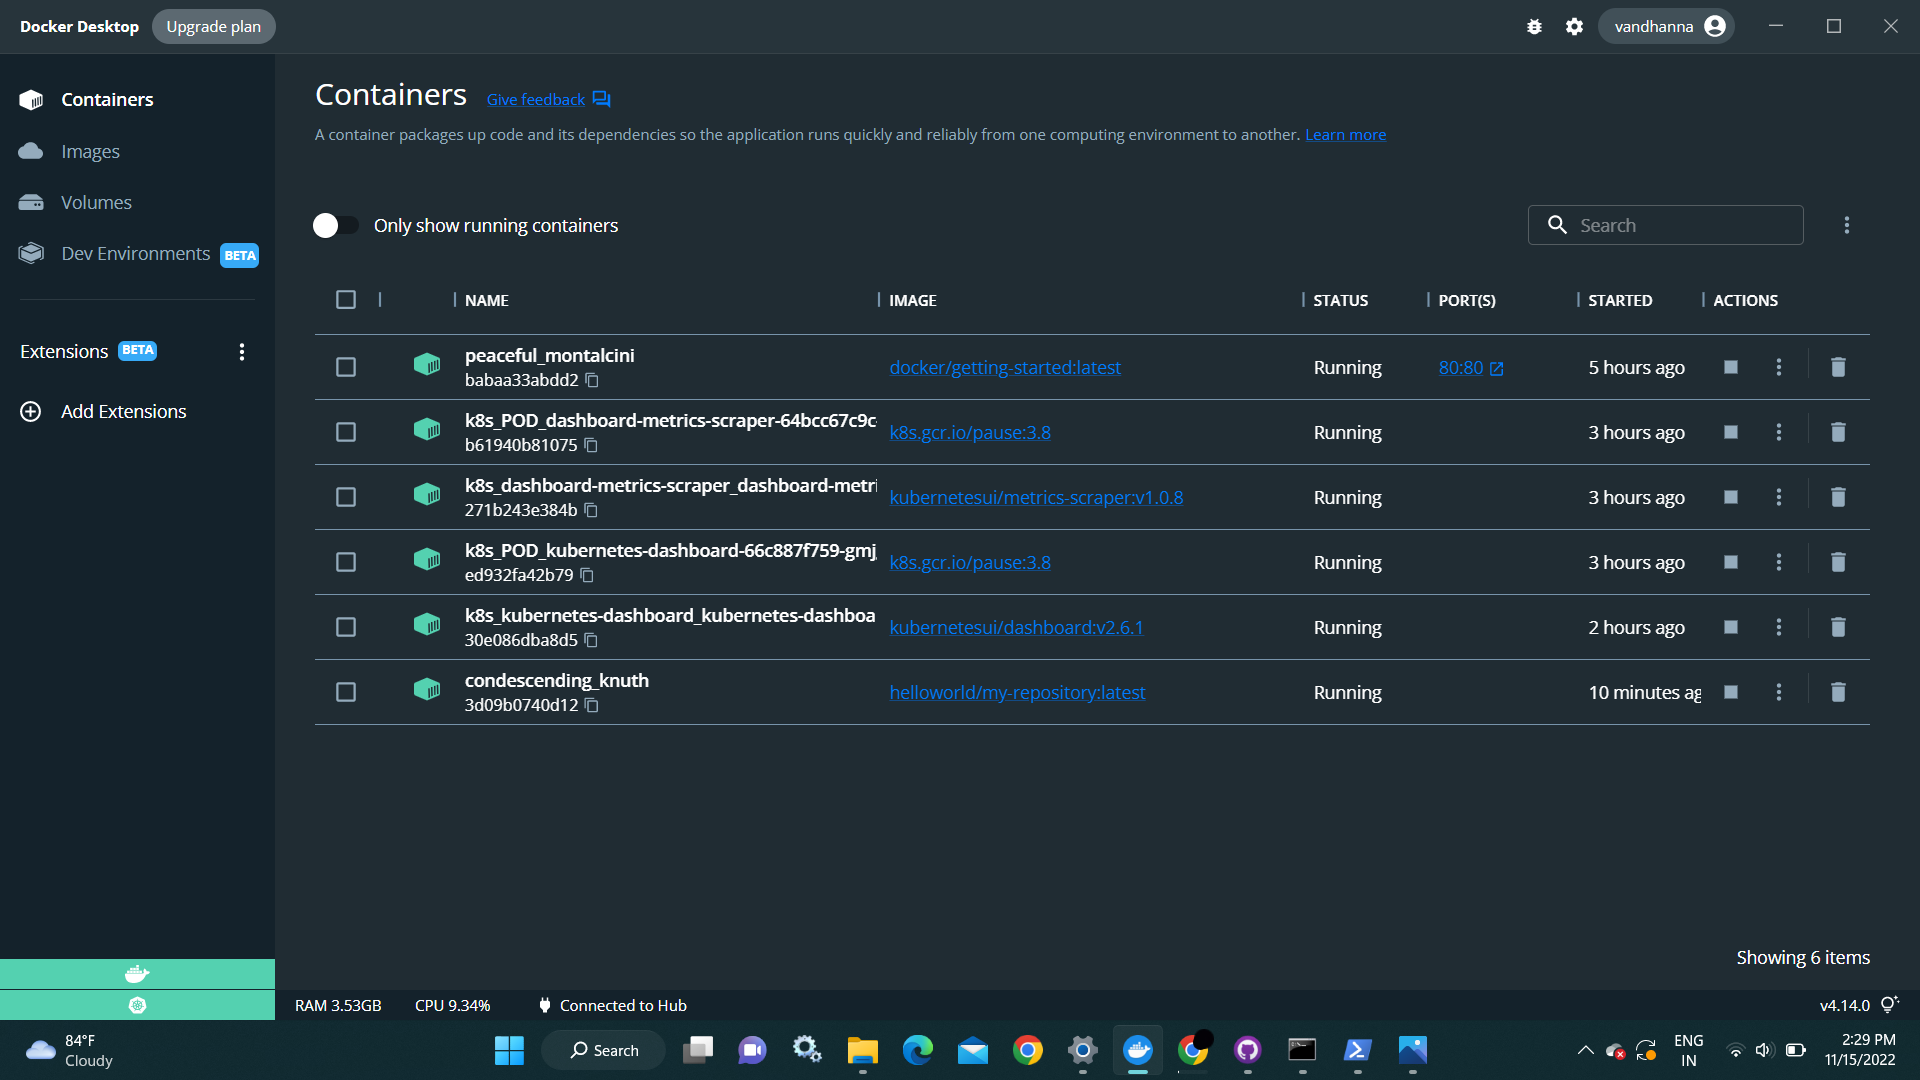 Docker Desktop
Upgrade plan
vandhanna
Containers
Images
Volumes
Dev Environments BETA
Extensions BETA
Add Extensions
Containers Give feedback
A container packages up code and its dependencies so the application runs quickly and reliably from one computing environment to another. Learn more
Only show running containers
Search
NAME IMAGE STATUS PORT(S) STARTED ACTIONS
peaceful_montalcini
babaa33abdd2
docker/getting-started:latest Running 80:80 5 hours ago
k8s_POD_dashboard-metrics-scraper-64bcc67c9c-
b61940b81075
k8s.gcr.io/pause:3.8 Running 3 hours ago
k8s_dashboard-metrics-scraper_dashboard-metri
271b243e384b
kubernetesui/metrics-scraper:v1.0.8 Running 3 hours ago
k8s_POD_kubernetes-dashboard-66c887f759-gmj
ed932fa42b79
k8s.gcr.io/pause:3.8 Running 3 hours ago
k8s_kubernetes-dashboard_kubernetes-dashboa
30e086dba8d5
kubernetesui/dashboard:v2.6.1 Running 2 hours ago
condescending_knuth
3d09b0740d12
helloworld/my-repository:latest Running 10 minutes ag
Showing 6 items
RAM 3.53GB CPU 9.34% Connected to Hub
v4.14.0
84°F
Cloudy
Search
ENG
IN
2:29 PM
11/15/2022